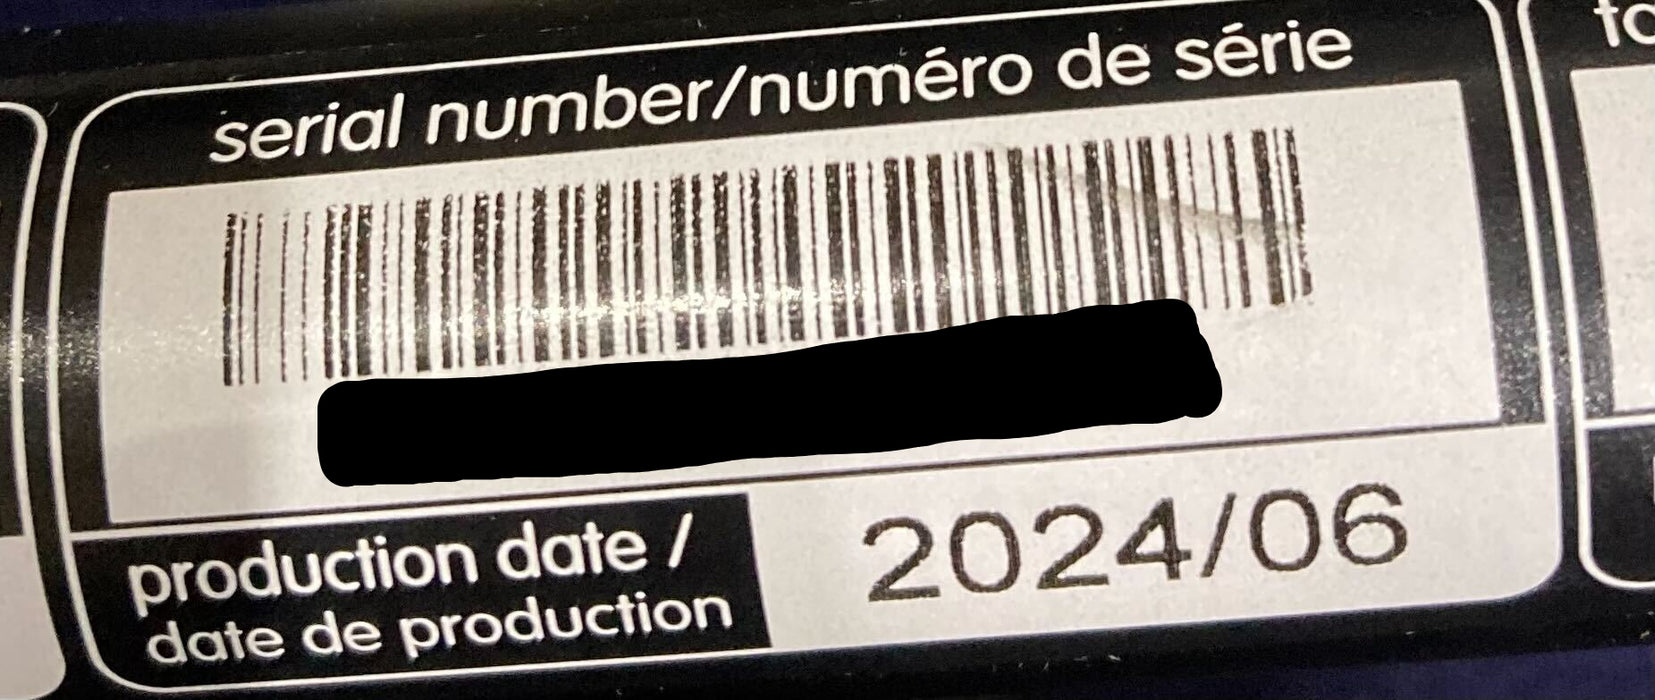 serial number/numéro de série
production date /
date de production
2024/06